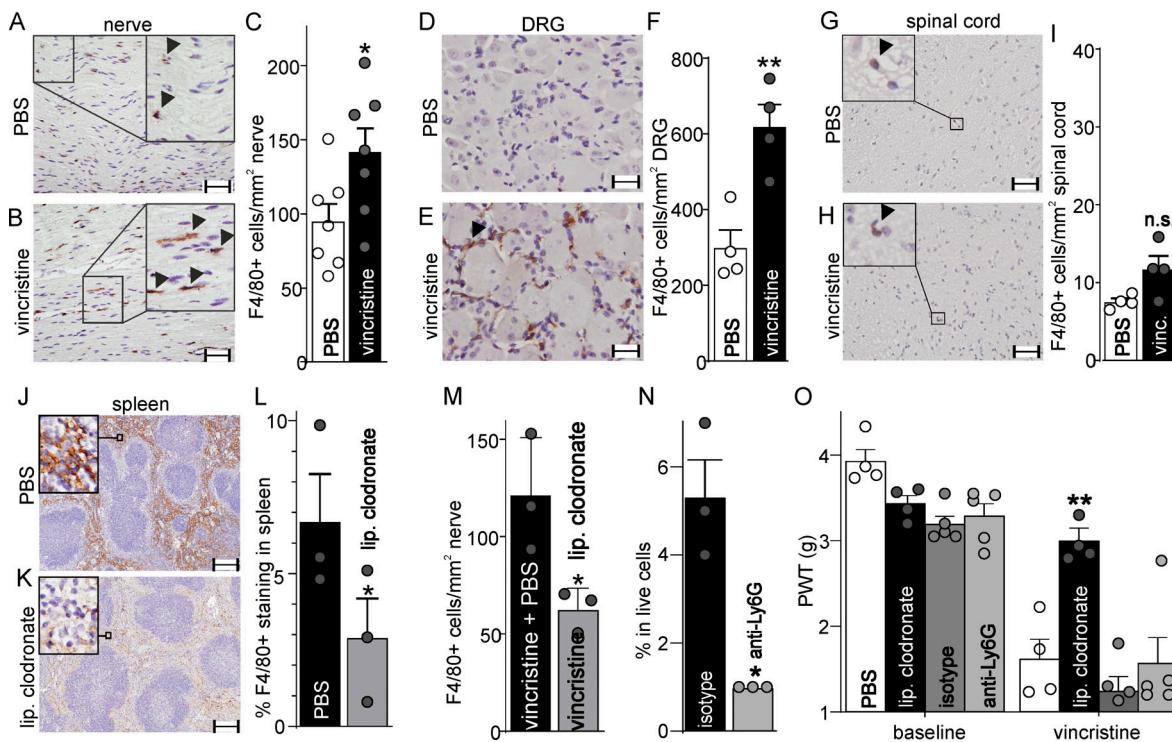 A
nerve
PBS
B
vincristine
C
F4/80+ cells/mm² nerve
200
150
100
50
0
PBS
vincristine
*
D
DRG
PBS
E
vincristine
F
F4/80+ cells/mm² DRG
800
600
400
200
0
PBS
vincristine
**
G
spinal cord
PBS
H
vincristine
I
F4/80+ cells/mm² spinal cord
40
30
20
10
0
PBS
vinc.
n.s.
J
spleen
PBS
K
lip. clodronate
L
% F4/80+ staining in spleen
10
5
0
PBS
lip. clodronate
*
M
F4/80+ cells/mm² nerve
150
100
50
0
vincristine + PBS
vincristine
lip. clodronate
*
N
% in live cells
6
4
2
0
isotype
* anti-Ly6G
O
PWT (g)
4
3
2
1
PBS
lip. clodronate
isotype
anti-Ly6G
baseline
**
lip. clodronate
vincristine